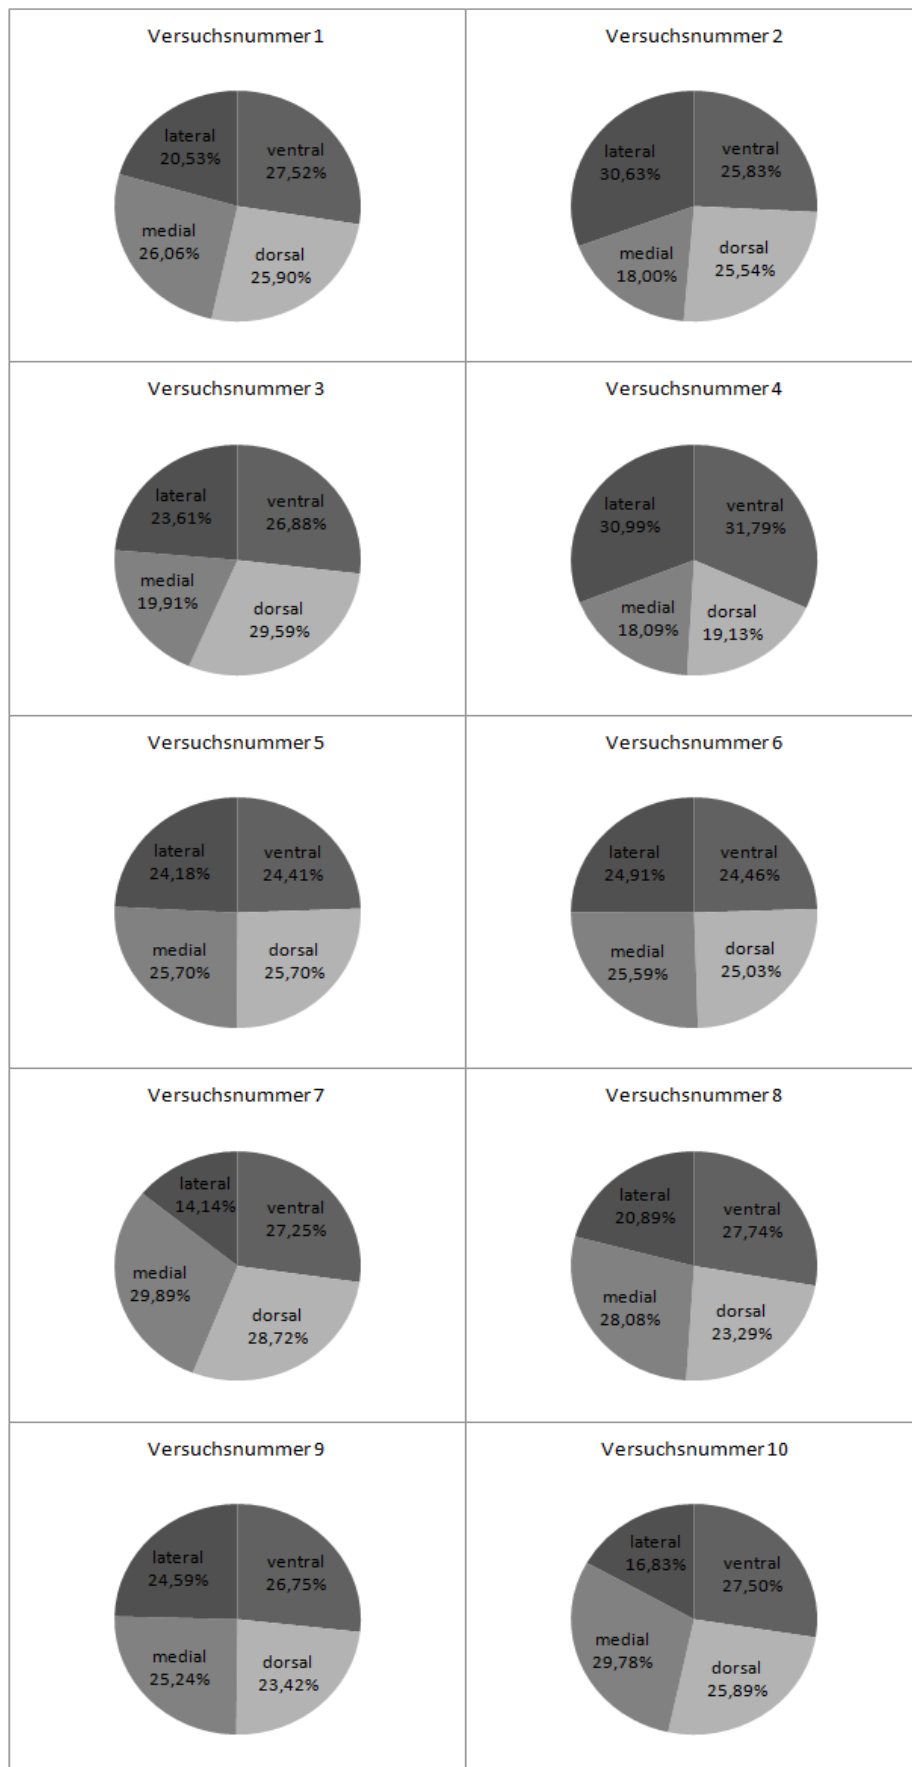 Versuchsnummer 1
lateral
20,53%
ventral
27,52%
medial
26,06%
dorsal
25,90%
Versuchsnummer 2
lateral
30,63%
ventral
25,83%
medial
18,00%
dorsal
25,54%
Versuchsnummer 3
lateral
23,61%
ventral
26,88%
medial
19,91%
dorsal
29,59%
Versuchsnummer 4
lateral
30,99%
ventral
31,79%
medial
18,09%
dorsal
19,13%
Versuchsnummer 5
lateral
24,18%
ventral
24,41%
medial
25,70%
dorsal
25,70%
Versuchsnummer 6
lateral
24,91%
ventral
24,46%
medial
25,59%
dorsal
25,03%
Versuchsnummer 7
lateral
14,14%
ventral
27,25%
medial
29,89%
dorsal
28,72%
Versuchsnummer 8
lateral
20,89%
ventral
27,74%
medial
28,08%
dorsal
23,29%
Versuchsnummer 9
lateral
24,59%
ventral
26,75%
medial
25,24%
dorsal
23,42%
Versuchsnummer 10
lateral
16,83%
ventral
27,50%
medial
29,78%
dorsal
25,89%